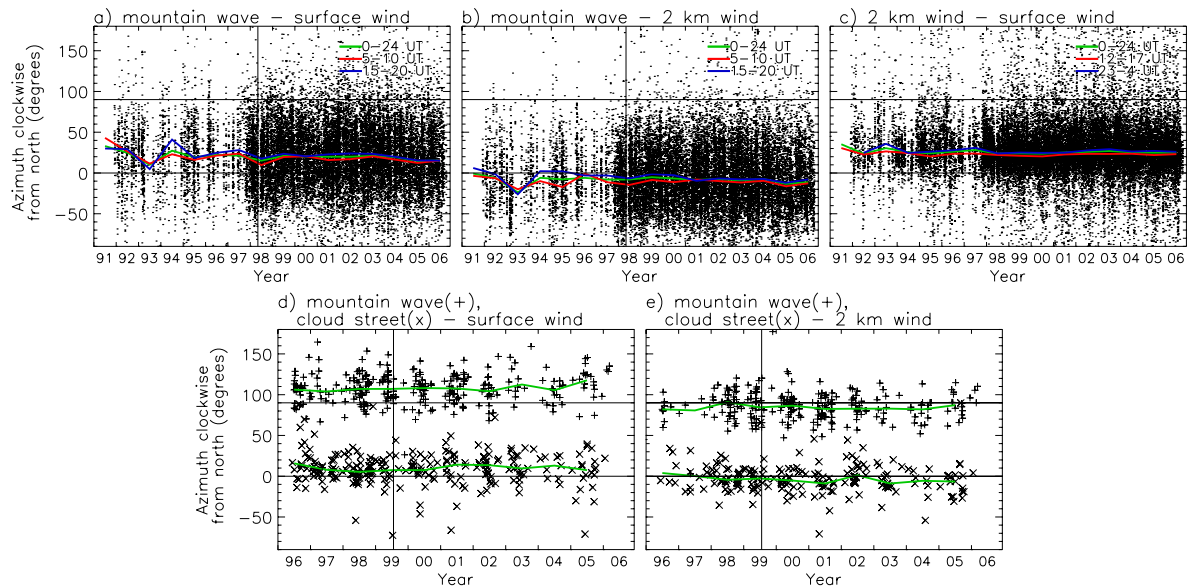 a) mountain wave − surface wind
b) mountain wave − 2 km wind
c) 2 km wind − surface wind
Azimuth clockwise
from north (degrees)
150
100
50
0
−50
0−24 UT
5−10 UT
15−20 UT
0−24 UT
5−10 UT
15−20 UT
0−24 UT
12−17 UT
23−4 UT
91 92 93 94 95 96 97 98 99 00 01 02 03 04 05 06
91 92 93 94 95 96 97 98 99 00 01 02 03 04 05 06
91 92 93 94 95 96 97 98 99 00 01 02 03 04 05 06
Year
Year
Year
d) mountain wave(+),
cloud street(x) − surface wind
e) mountain wave(+),
cloud street(x) − 2 km wind
Azimuth clockwise
from north (degrees)
150
100
50
0
−50
96 97 98 99 00 01 02 03 04 05 06
96 97 98 99 00 01 02 03 04 05 06
Year
Year